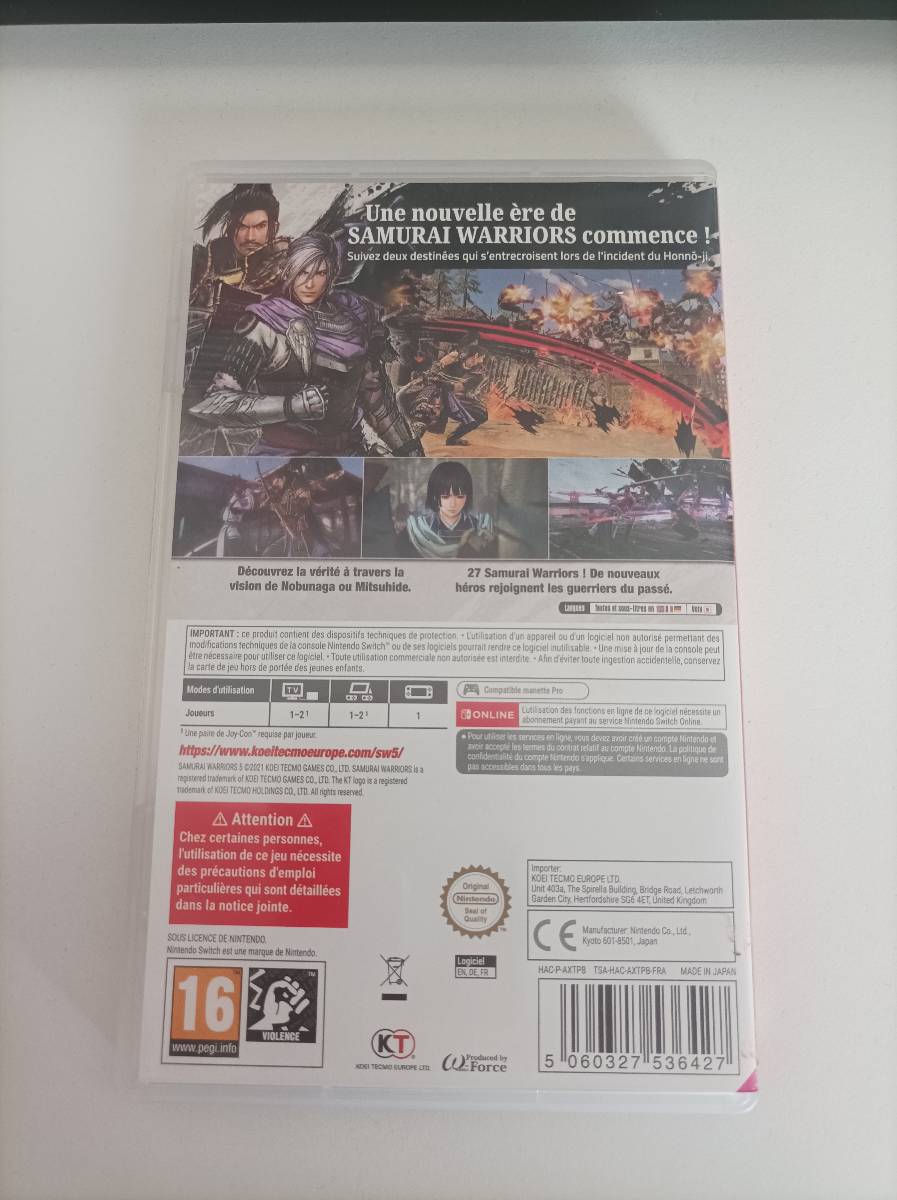 Une nouvelle ère de
SAMURAI WARRIORS commence !
Suivez deux destinées qui s'entrecroisent lors de l'incident du Honnō-ji.
Découvrez la vérité à travers la
vision de Nobunaga ou Mitsuhide.
27 Samurai Warriors ! De nouveaux
héros rejoignent les guerriers du passé.
Langues Textes et sous-titres en Voix
IMPORTANT : ce produit contient des dispositifs techniques de protection. • L'utilisation d'un appareil ou d'un logiciel non autorisé permettant des
modifications techniques de la console Nintendo Switch™ ou de ses logiciels pourrait rendre ce logiciel inutilisable. • Une mise à jour de la console peut
être nécessaire pour utiliser ce logiciel. • Toute utilisation commerciale non autorisée est interdite. • Afin d'éviter toute ingestion accidentelle, conservez
la carte de jeu hors de portée des jeunes enfants.
Modes d'utilisation TV
Joueurs 1-2¹ 1-2¹ 1
¹ Une paire de Joy-Con™ requise par joueur.
Compatible manette Pro
ONLINE
L'utilisation des fonctions en ligne de ce logiciel nécessite un
abonnement payant au service Nintendo Switch Online.
• Pour utiliser les services en ligne, vous devez avoir créé un compte Nintendo et
avoir accepté les termes du contrat relatif au compte Nintendo. La politique de
confidentialité du compte Nintendo s'applique. Certains services en ligne ne sont
pas accessibles dans tous les pays.
https://www.koeitecmoeurope.com/sw5/
SAMURAI WARRIORS 5 ©2021 KOEI TECMO GAMES CO., LTD. SAMURAI WARRIORS is a
registered trademark of KOEI TECMO GAMES CO., LTD. The KT logo is a registered
trademark of KOEI TECMO HOLDINGS CO., LTD. All rights reserved.
⚠ Attention ⚠
Chez certaines personnes,
l'utilisation de ce jeu nécessite
des précautions d'emploi
particulières qui sont détaillées
dans la notice jointe.
SOUS LICENCE DE NINTENDO.
Nintendo Switch est une marque de Nintendo.
Original
Nintendo
Seal of
Quality
™
Importer:
KOEI TECMO EUROPE LTD.
Unit 403a, The Spirella Building, Bridge Road, Letchworth
Garden City, Hertfordshire SG6 4ET, United Kingdom
CE
Manufacturer: Nintendo Co., Ltd.,
Kyoto 601-8501, Japan
Logiciel
EN, DE, FR
HAC-P-AXTPB TSA-HAC-AXTPB-FRA MADE IN JAPAN
16
www.pegi.info
VIOLENCE
™
KT
KOEI TECMO EUROPE LTD.
Produced by
ω-Force
5 060327 536427